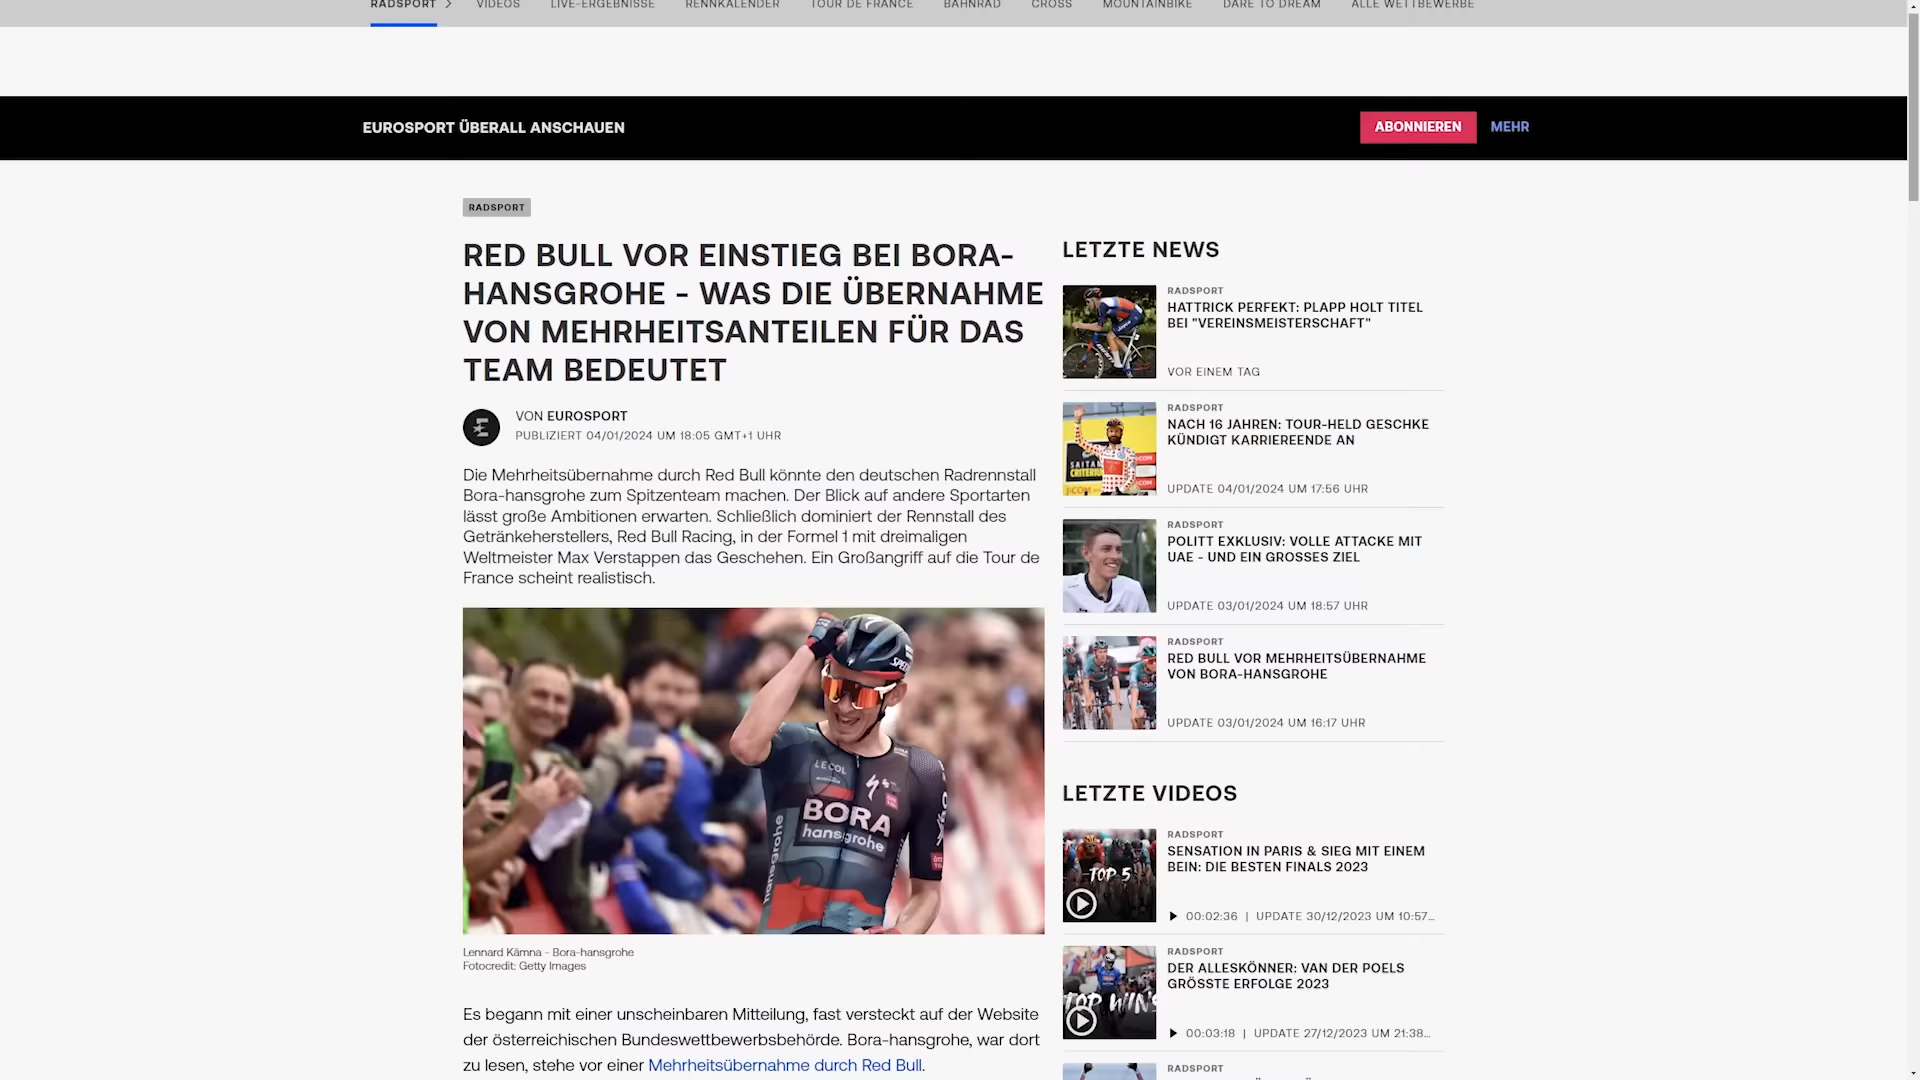 RADSPORT
VIDEOS
LIVE-ERGEBNISSE
RENNKALENDER
TOUR DE FRANCE
BAHNRAD
CROSS
MOUNTAINBIKE
DARE TO DREAM
ALLE WETTBEWERBE
EUROSPORT ÜBERALL ANSCHAUEN
ABONNIEREN
MEHR
RADSPORT
RED BULL VOR EINSTIEG BEI BORA-
HANSGROHE - WAS DIE ÜBERNAHME
VON MEHRHEITSANTEILEN FÜR DAS
TEAM BEDEUTET
VON EUROSPORT
PUBLIZIERT 04/01/2024 UM 18:05 GMT+1 UHR
Die Mehrheitsübernahme durch Red Bull könnte den deutschen Radrennstall
Bora-hansgrohe zum Spitzenteam machen. Der Blick auf andere Sportarten
lässt große Ambitionen erwarten. Schließlich dominiert der Rennstall des
Getränkeherstellers, Red Bull Racing, in der Formel 1 mit dreimaligen
Weltmeister Max Verstappen das Geschehen. Ein Großangriff auf die Tour de
France scheint realistisch.
LE COL
BORA
hansgrohe
hansgrohe
Lennard Kämna - Bora-hansgrohe
Fotocredit: Getty Images
Es begann mit einer unscheinbaren Mitteilung, fast versteckt auf der Website
der österreichischen Bundeswettbewerbsbehörde. Bora-hansgrohe, war dort
zu lesen, stehe vor einer Mehrheitsübernahme durch Red Bull.
LETZTE NEWS
RADSPORT
HATTRICK PERFEKT: PLAPP HOLT TITEL
BEI "VEREINSMEISTERSCHAFT"
VOR EINEM TAG
RADSPORT
NACH 16 JAHREN: TOUR-HELD GESCHKE
KÜNDIGT KARRIEREENDE AN
UPDATE 04/01/2024 UM 17:56 UHR
RADSPORT
POLITT EXKLUSIV: VOLLE ATTACKE MIT
UAE - UND EIN GROSSES ZIEL
UPDATE 03/01/2024 UM 18:57 UHR
RADSPORT
RED BULL VOR MEHRHEITSÜBERNAHME
VON BORA-HANSGROHE
UPDATE 03/01/2024 UM 16:17 UHR
LETZTE VIDEOS
TOP 5
RADSPORT
SENSATION IN PARIS & SIEG MIT EINEM
BEIN: DIE BESTEN FINALS 2023
00:02:36 | UPDATE 30/12/2023 UM 10:57...
TOP WINS
RADSPORT
DER ALLESKÖNNER: VAN DER POELS
GRÖSSTE ERFOLGE 2023
00:03:18 | UPDATE 27/12/2023 UM 21:38...
RADSPORT